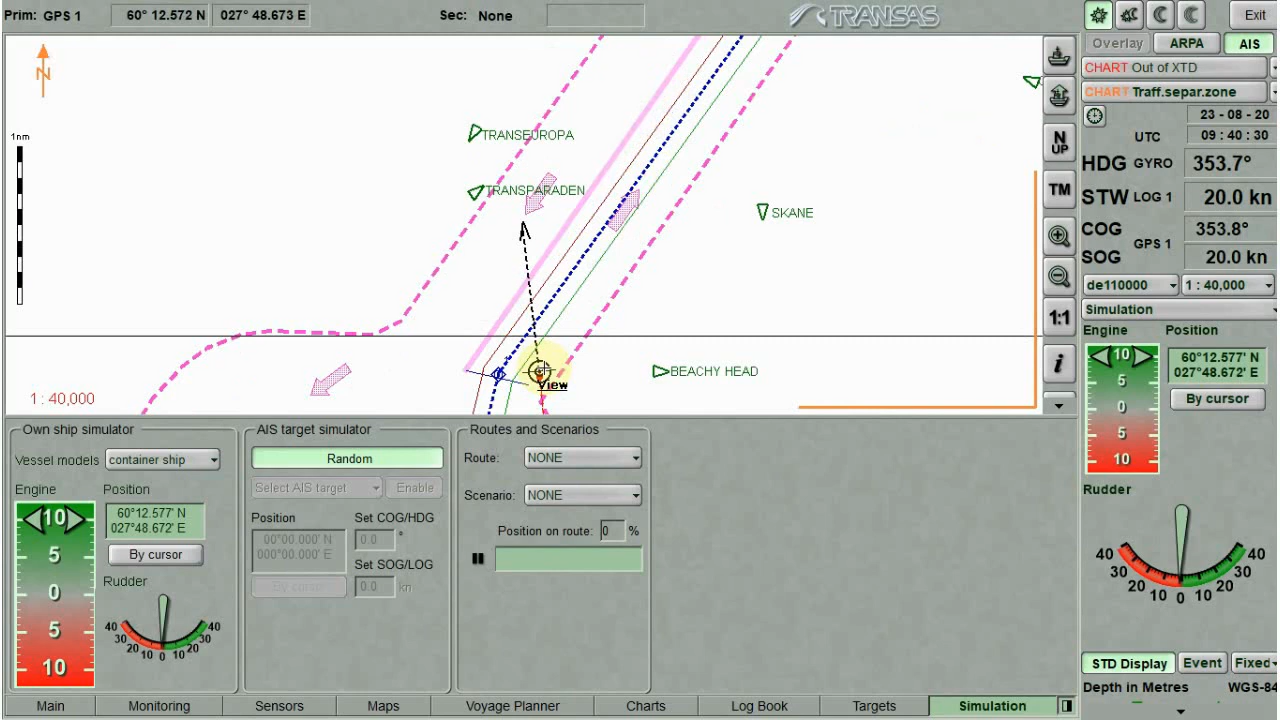 Prim: GPS 1 60° 12.572 N 027° 48.673 E Sec: None TRANSAS Exit
Overlay ARPA AIS
CHART Out of XTD
CHART Traff.separ.zone
23 - 08 - 20
UTC 09 : 40 : 30
HDG GYRO 353.7°
STW LOG 1 20.0 kn
COG 353.8°
GPS 1
SOG 20.0 kn
de110000 1 : 40,000
Simulation
Engine Position
10 5 0 5 10
60°12.577' N
027°48.672' E
By cursor
Rudder
40 30 20 10 0 10 20 30 40
STD Display Event Fixed
Depth in Metres WGS-84
N
1nm
TRANSEUROPA
TRANSPARADEN
SKANE
BEACHY HEAD
View
1 : 40,000
N UP
TM
1:1
i
Own ship simulator
Vessel models container ship
Engine Position
10 5 0 5 10
60°12.577' N
027°48.672' E
By cursor
Rudder
40 30 20 10 0 10 20 30 40
AIS target simulator
Random
Select AIS target Enable
Position Set COG/HDG
00°00.000' N 0.0 °
000°00.000' E
Set SOG/LOG
By cursor 0.0 kn
Routes and Scenarios
Route: NONE
Scenario: NONE
Position on route: 0 %
Main Monitoring Sensors Maps Voyage Planner Charts Log Book Targets Simulation